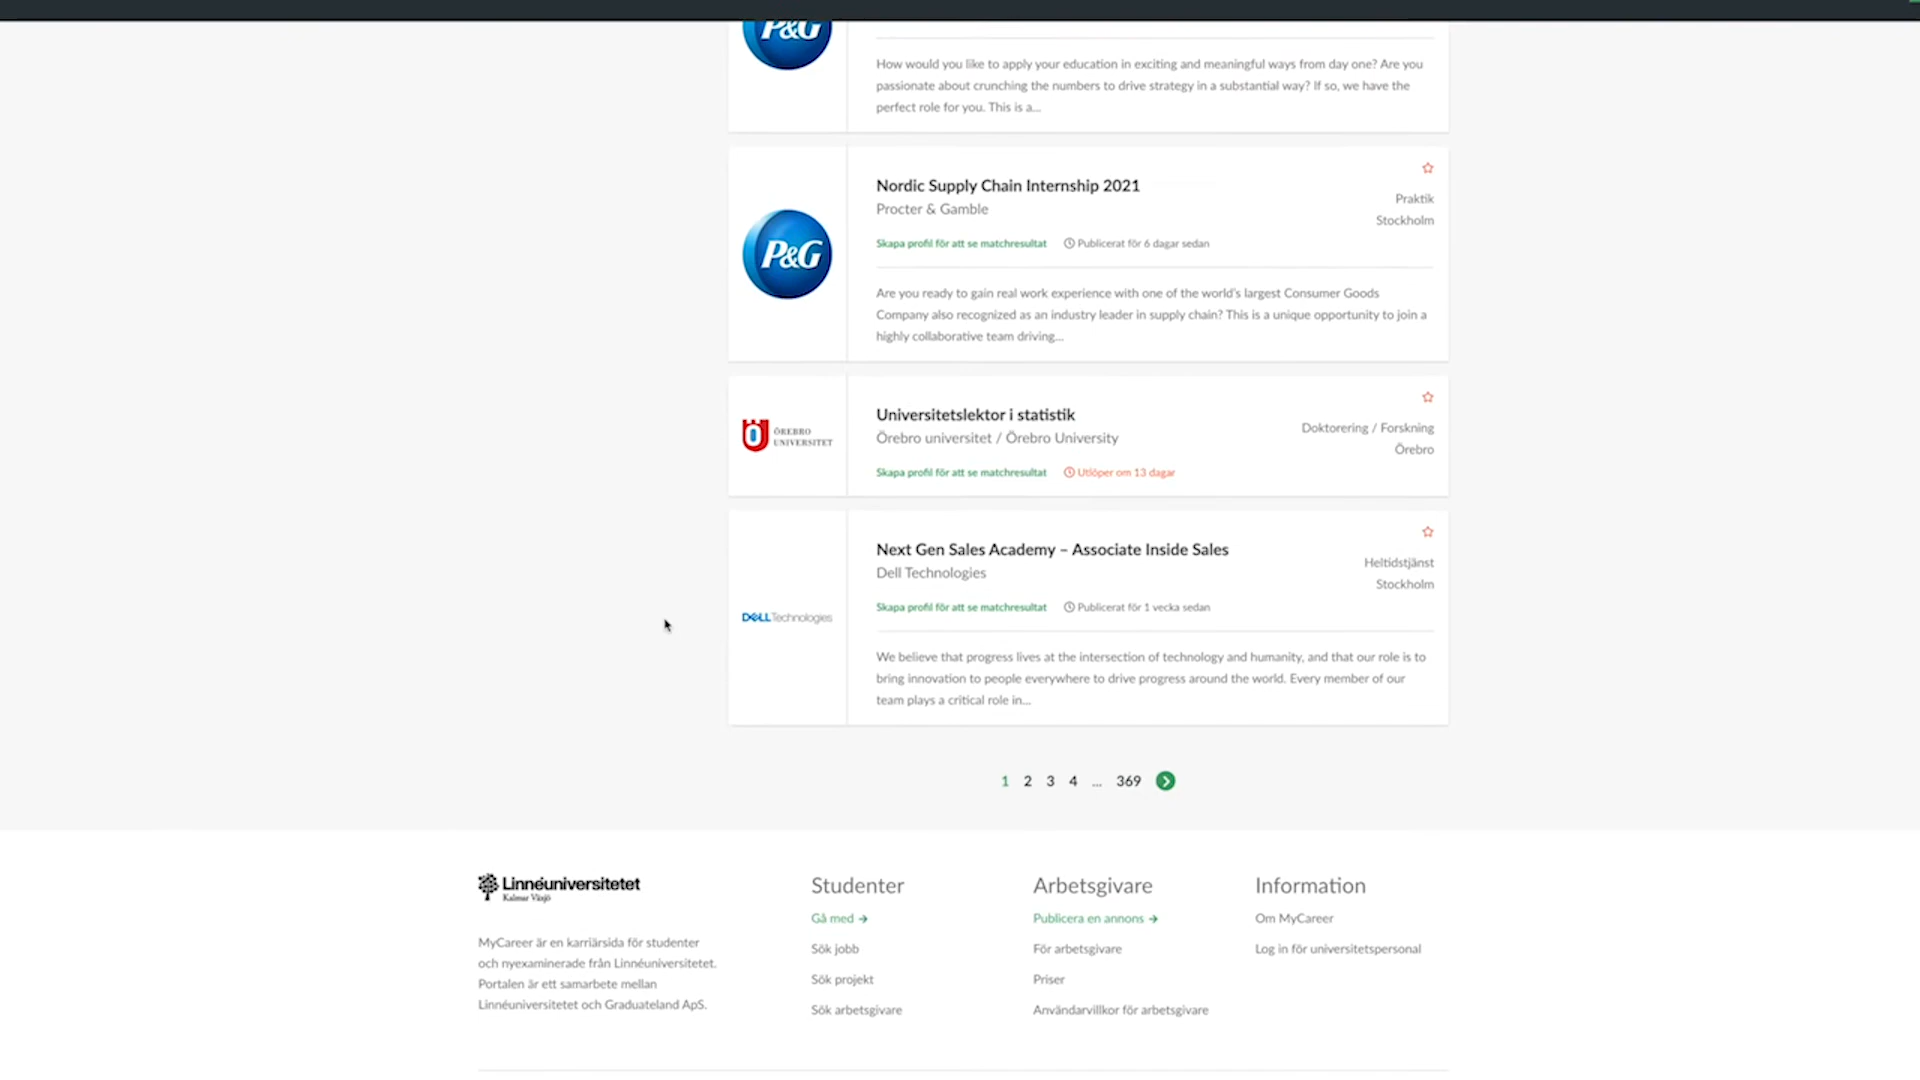 P&G
How would you like to apply your education in exciting and meaningful ways from day one? Are you
passionate about crunching the numbers to drive strategy in a substantial way? If so, we have the
perfect role for you. This is a...
P&G
Nordic Supply Chain Internship 2021
Procter & Gamble
Praktik
Stockholm
Skapa profil för att se matchresultat
Publicerat för 6 dagar sedan
Are you ready to gain real work experience with one of the world's largest Consumer Goods
Company also recognized as an industry leader in supply chain? This is a unique opportunity to join a
highly collaborative team driving...
ÖREBRO
UNIVERSITET
Universitetslektor i statistik
Örebro universitet / Örebro University
Doktorering / Forskning
Örebro
Skapa profil för att se matchresultat
Utlöper om 13 dagar
DELL Technologies
Next Gen Sales Academy – Associate Inside Sales
Dell Technologies
Heltidstjänst
Stockholm
Skapa profil för att se matchresultat
Publicerat för 1 vecka sedan
We believe that progress lives at the intersection of technology and humanity, and that our role is to
bring innovation to people everywhere to drive progress around the world. Every member of our
team plays a critical role in...
1 2 3 4 ... 369
Linnéuniversitetet
Kalmar Växjö
MyCareer är en karriärsida för studenter
och nyexaminerade från Linnéuniversitetet.
Portalen är ett samarbete mellan
Linnéuniversitetet och Graduateland ApS.
Studenter
Gå med →
Sök jobb
Sök projekt
Sök arbetsgivare
Arbetsgivare
Publicera en annons →
För arbetsgivare
Priser
Användarvillkor för arbetsgivare
Information
Om MyCareer
Log in för universitetspersonal